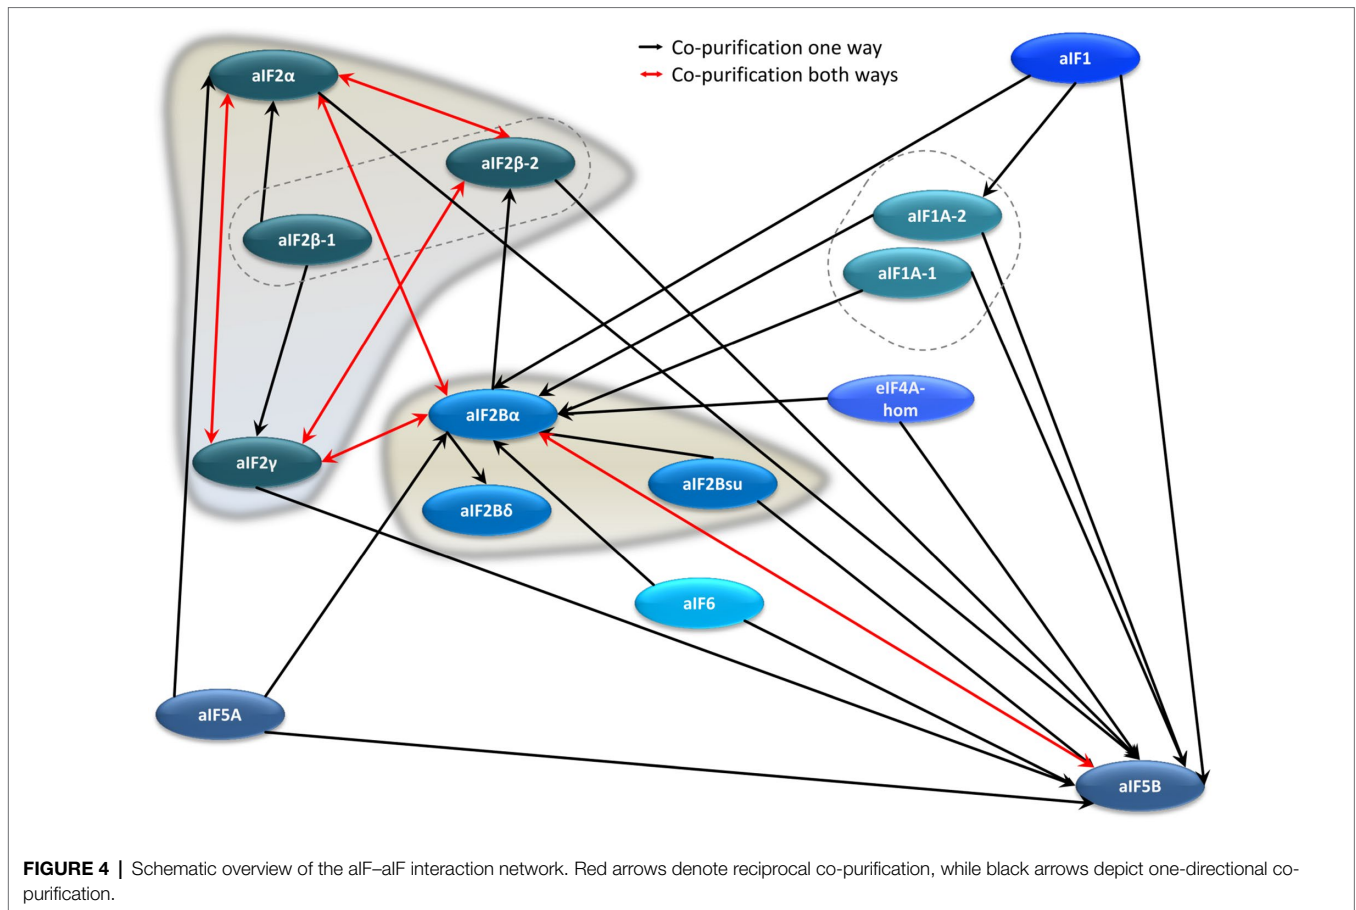 Co-purification one way
Co-purification both ways
aIF1
aIF2α
aIF2β-2
aIF1A-2
aIF2β-1
aIF1A-1
eIF4A-
hom
aIF2Bα
aIF2γ
aIF2Bsu
aIF2Bδ
aIF6
aIF5A
aIF5B
FIGURE 4 | Schematic overview of the aIF–aIF interaction network. Red arrows denote reciprocal co-purification, while black arrows depict one-directional co-
purification.